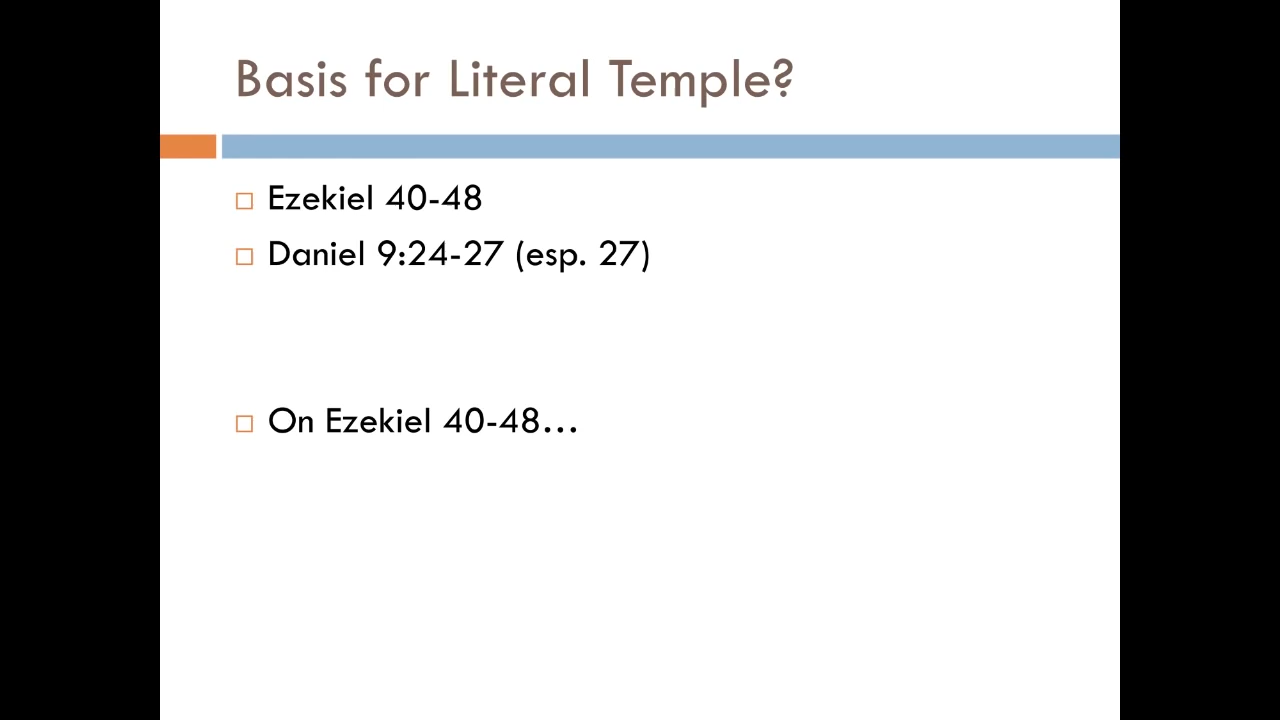 Basis for Literal Temple?
Ezekiel 40-48
Daniel 9:24-27 (esp. 27)
On Ezekiel 40-48…